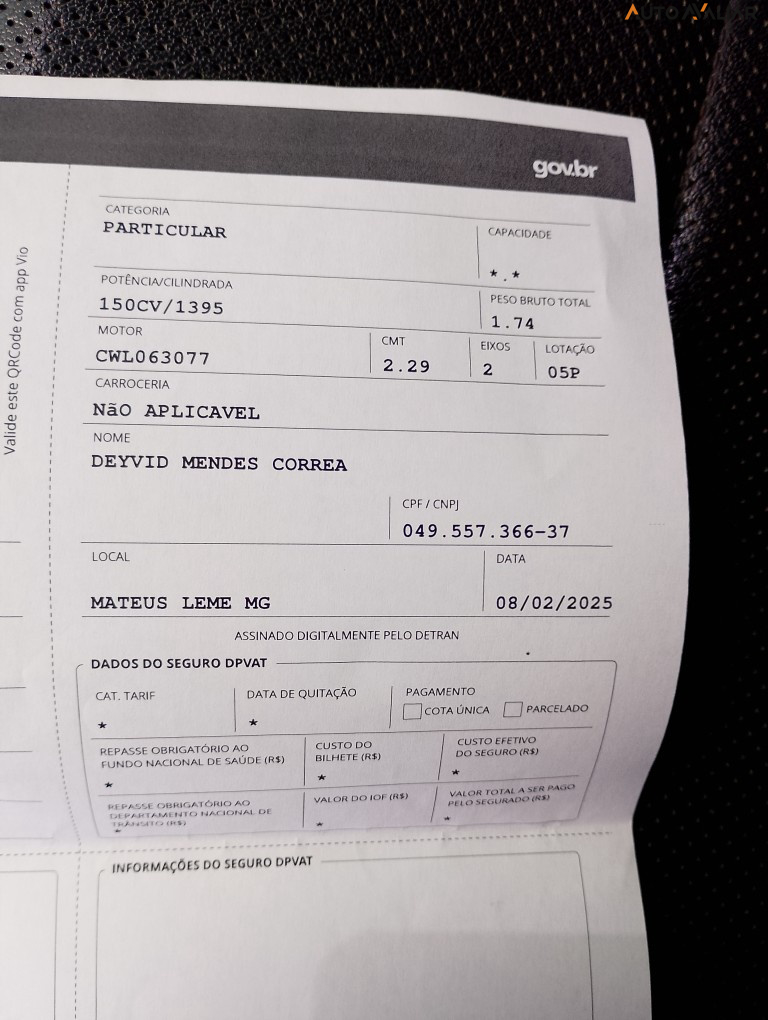 AUTOAVALIAR
gov.br
Valide este QRCode com app Vio
CATEGORIA
PARTICULAR
CAPACIDADE
*.*
POTÊNCIA/CILINDRADA
150CV/1395
PESO BRUTO TOTAL
1.74
MOTOR
CWL063077
CMT
2.29
EIXOS
2
LOTAÇÃO
05P
CARROCERIA
NãO APLICAVEL
NOME
DEYVID MENDES CORREA
CPF / CNPJ
049.557.366-37
LOCAL
MATEUS LEME MG
DATA
08/02/2025
ASSINADO DIGITALMENTE PELO DETRAN
DADOS DO SEGURO DPVAT
CAT. TARIF
*
DATA DE QUITAÇÃO
*
PAGAMENTO
COTA ÚNICA
PARCELADO
REPASSE OBRIGATÓRIO AO
FUNDO NACIONAL DE SAÚDE (R$)
*
CUSTO DO
BILHETE (R$)
*
CUSTO EFETIVO
DO SEGURO (R$)
*
REPASSE OBRIGATÓRIO AO
DEPARTAMENTO NACIONAL DE
TRÂNSITO (R$)
*
VALOR DO IOF (R$)
*
VALOR TOTAL A SER PAGO
PELO SEGURADO (R$)
*
INFORMAÇÕES DO SEGURO DPVAT